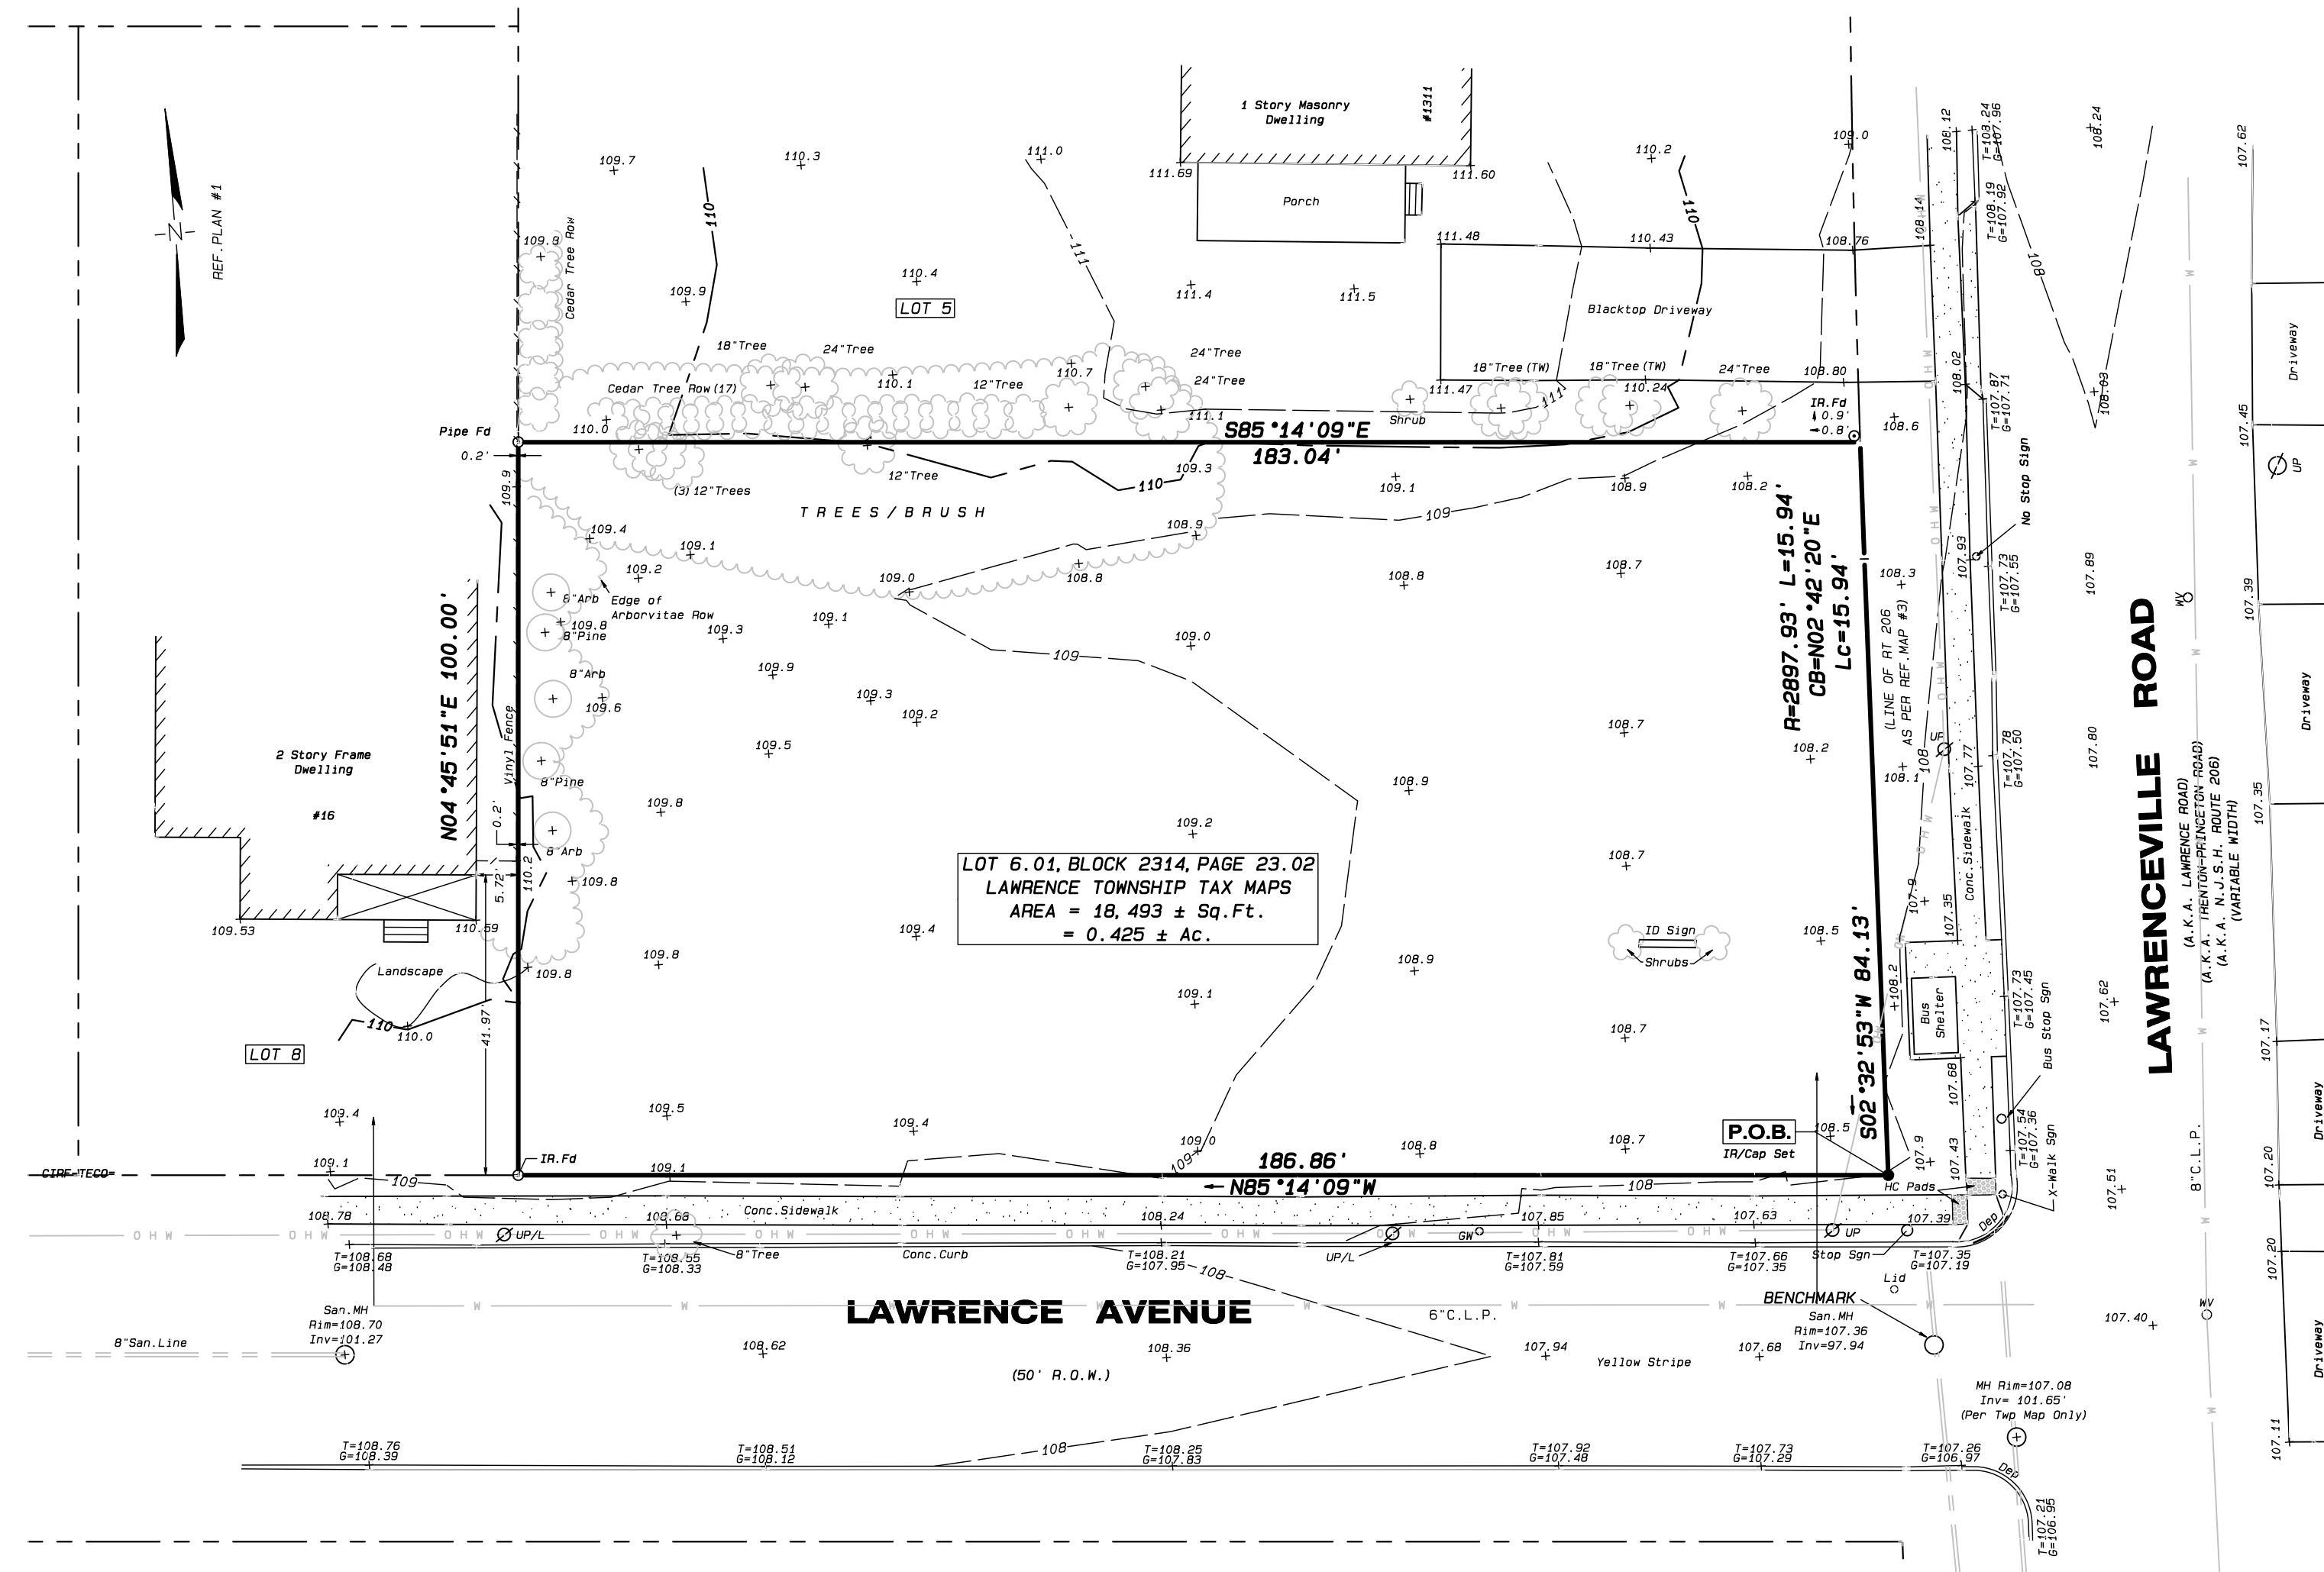 1 Story Masonry
Dwelling
#1311
Porch
111.69
111.60
REF. PLAN #1
N
109.7
110.3
111.0
110.2
109.0
108.12
T=108.24
G=107.96
108.24
107.62
110
111
110
108
109.3
Cedar Tree Row
109.9
110.4
LOT 5
111.4
111.5
111.48
110.43
108.76
108.14
T=108.19
G=107.92
Blacktop Driveway
Driveway
18"Tree
24"Tree
24"Tree
24"Tree
Cedar Tree Row (17)
110.1
12"Tree
110.7
18"Tree (TW)
18"Tree (TW)
24"Tree
108.80
108.02
T=107.87
G=107.71
108.03
107.45
111.47
110.24
111
110.0
111.1
Shrub
IR.Fd
0.9'
0.8'
108.6
Pipe Fd
0.2'
S85°14'09"E
183.04'
109.9
(3) 12"Trees
12"Tree
109.3
110
109.1
108.9
108.2
UP
No Stop Sign
TREES/BRUSH
109.4
109.1
108.9
109
109.2
109.0
108.8
108.8
108.7
108.3
107.93
T=107.73
G=107.55
107.89
107.39
WV
8"Arb
Edge of
Arborvitae Row
109.8
8"Pine
109.3
109.1
109.0
109
R=2897.93' L=15.94'
CB=N02°42'20"E
Lc=15.94'
(LINE OF RT 206
AS PER REF.MAP #3)
N04°45'51"E 100.00'
8"Arb
109.6
109.9
109.3
109.2
108.7
108.2
UP
108
108.1
107.77
T=107.78
G=107.50
107.80
107.35
Driveway
2 Story Frame
Dwelling
#16
Vinyl Fence
109.5
8"Pine
109.8
0.2'
108.9
109.2
108.7
8"Arb
110.2
109.8
5.72'
LOT 6.01, BLOCK 2314, PAGE 23.02
LAWRENCE TOWNSHIP TAX MAPS
AREA = 18,493 ± Sq.Ft.
= 0.425 ± Ac.
LAWRENCEVILLE ROAD
(A.K.A. LAWRENCE ROAD)
(A.K.A. TRENTON-PRINCETON ROAD)
(A.K.A. N.J.S.H. ROUTE 206)
(VARIABLE WIDTH)
107.9
107.35
Conc.Sidewalk
109.53
110.59
109.4
ID Sign
Shrubs
108.5
S02°32'53"W 84.13'
Landscape
109.8
109.8
108.9
109.1
108.7
108.2
Bus
Shelter
T=107.73
G=107.45
Bus Stop Sgn
107.62
107.17
110
110.0
LOT 8
41.97'
107.68
109.4
109.5
109.4
109.0
108.8
108.7
P.O.B.
108.5
IR/Cap Set
107.9
107.43
T=107.54
G=107.36
X-Walk Sgn
8"C.L.P.
107.51
107.20
Driveway
CIRF-TECO
109.1
IR.Fd
109.1
109
109
186.86'
N85°14'09"W
108
HC Pads
108.78
Conc.Sidewalk
108.68
108.24
107.85
107.63
107.39
Dep
UP/L
UP/L
GW
UP
Stop Sgn
T=108.68
G=108.48
T=108.55
G=108.33
8"Tree
Conc.Curb
T=108.21
G=107.95
108
T=107.81
G=107.59
T=107.66
G=107.35
T=107.35
G=107.19
Lid
107.20
OHW OHW OHW OHW OHW OHW OHW OHW OHW OHW
LAWRENCE AVENUE
(50' R.O.W.)
6"C.L.P.
BENCHMARK
San.MH
Rim=107.36
Inv=97.94
San.MH
Rim=108.70
Inv=101.27
8"San.Line
108.62
108.36
107.94
Yellow Stripe
107.68
107.40
WV
Driveway
MH Rim=107.08
Inv= 101.65'
(Per Twp Map Only)
107.11
T=108.76
G=108.39
T=108.51
G=108.12
108
T=108.25
G=107.83
T=107.92
G=107.48
T=107.73
G=107.29
T=107.26
G=106.97
Dep
T=107.21
G=106.95